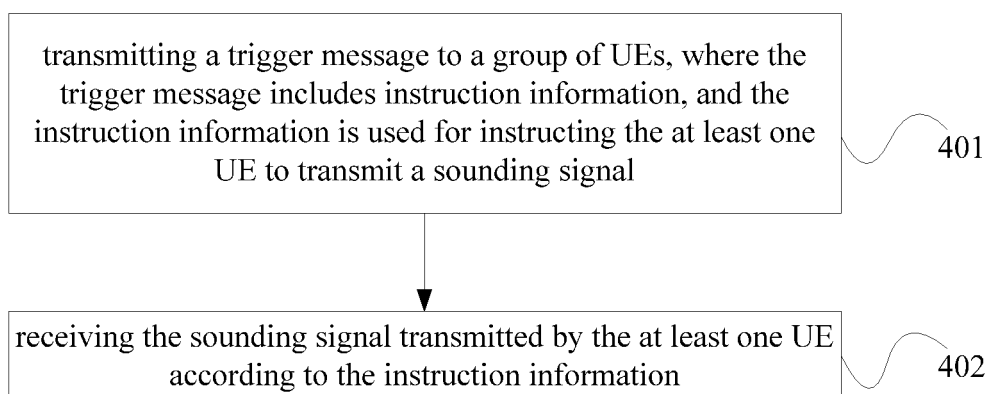 transmitting a trigger message to a group of UEs, where the
trigger message includes instruction information, and the
instruction information is used for instructing the at least one
UE to transmit a sounding signal
401
receiving the sounding signal transmitted by the at least one UE
according to the instruction information
402